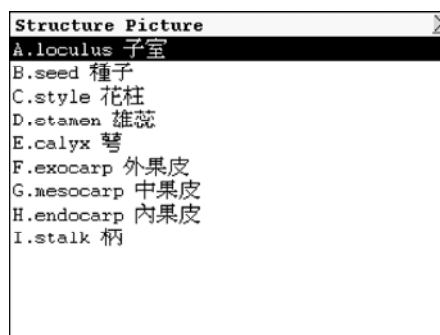 Structure Picture
A.loculus 子室
B.seed 種子
C.style 花柱
D.stamen 雄蕊
E.calyx 萼
F.exocarp 外果皮
G.mesocarp 中果皮
H.endocarp 內果皮
I.stalk 柄